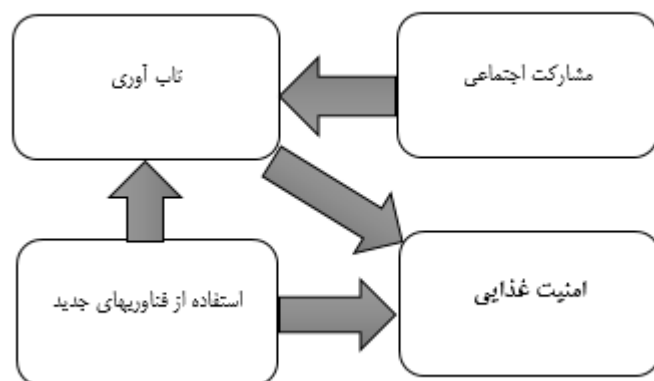 مشارکت اجتماعی
تاب آوری
استفاده از فناوریهای جدید
امنیت غذایی